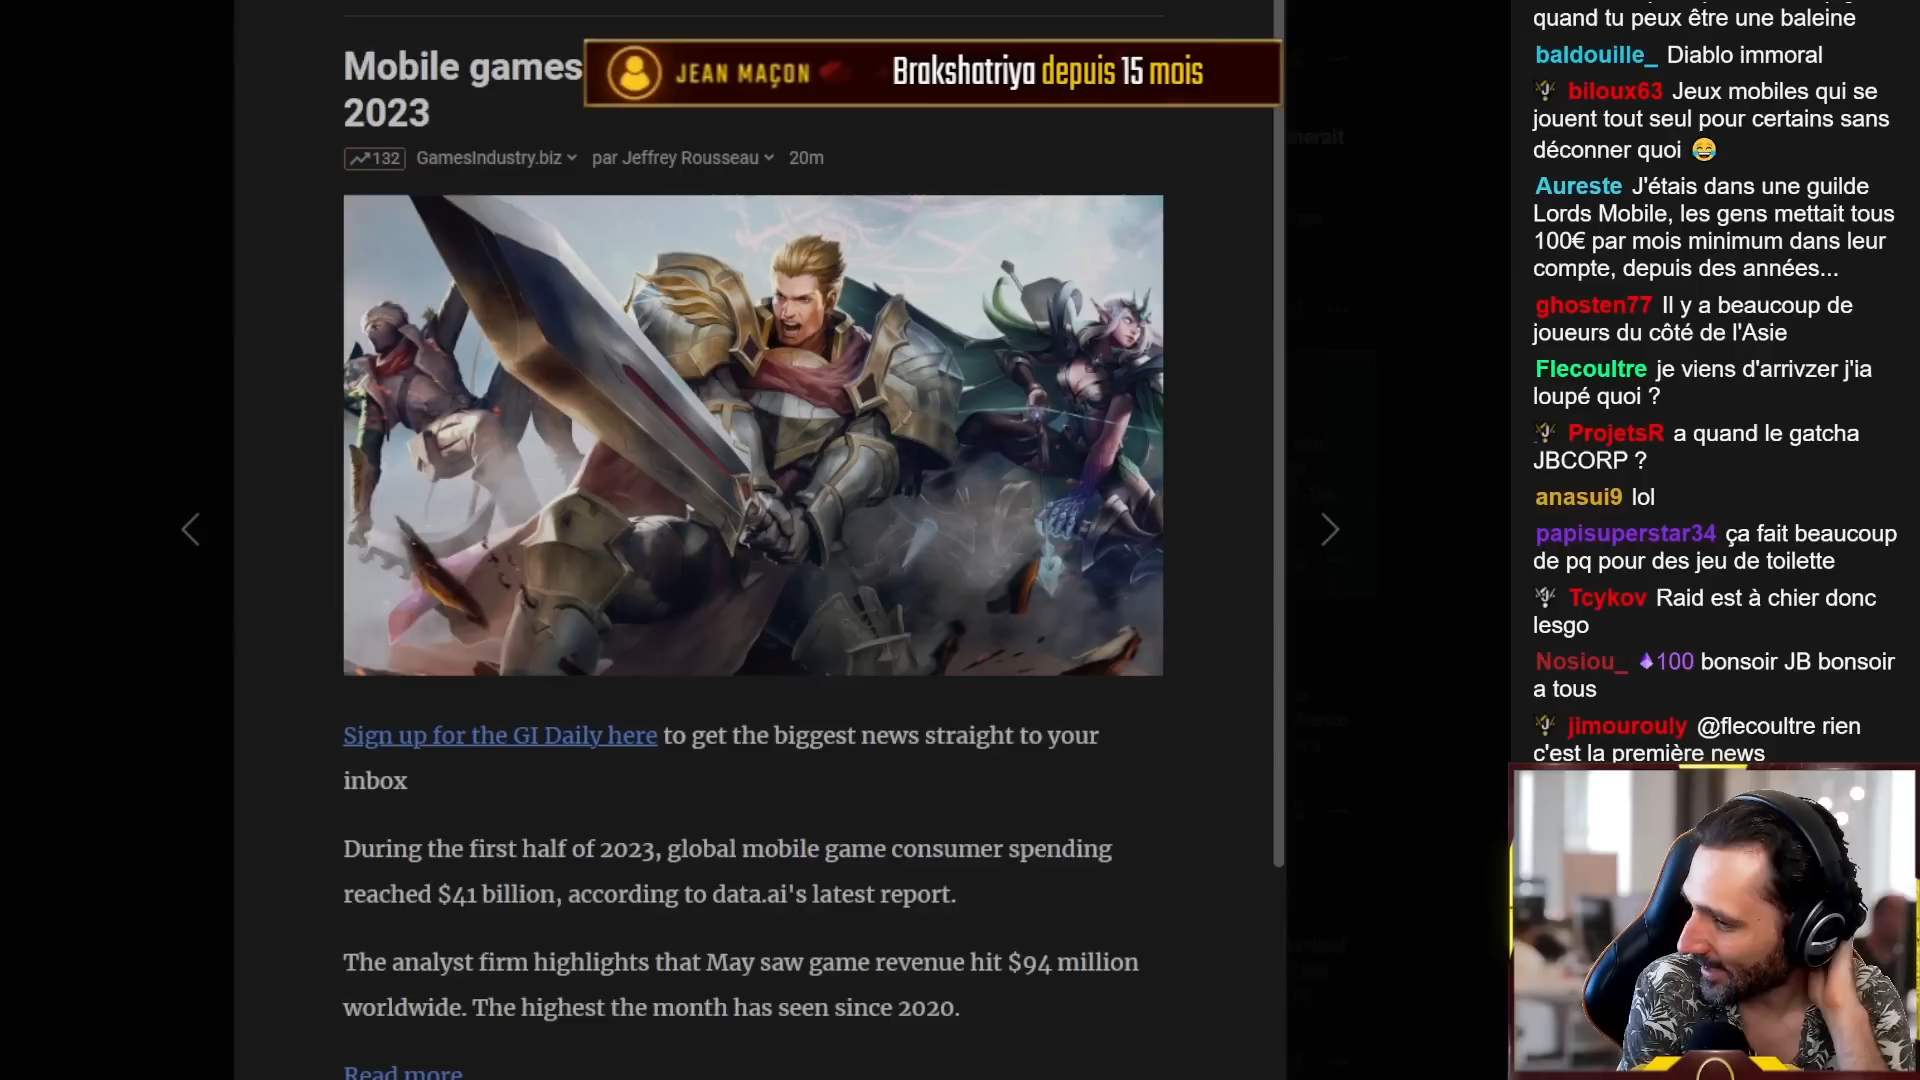 Mobile games
2023
JEAN MAÇON Brakshatriya depuis 15 mois
132 GamesIndustry.biz par Jeffrey Rousseau 20m
Sign up for the GI Daily here to get the biggest news straight to your
inbox
During the first half of 2023, global mobile game consumer spending
reached $41 billion, according to data.ai's latest report.
The analyst firm highlights that May saw game revenue hit $94 million
worldwide. The highest the month has seen since 2020.
Read more
quand tu peux être une baleine
baldouille_ Diablo immoral
biloux63 Jeux mobiles qui se
jouent tout seul pour certains sans
déconner quoi 😂
Aureste J'étais dans une guilde
Lords Mobile, les gens mettait tous
100€ par mois minimum dans leur
compte, depuis des années...
ghosten77 Il y a beaucoup de
joueurs du côté de l'Asie
Flecoultre je viens d'arrivzer j'ia
loupé quoi ?
ProjetsR a quand le gatcha
JBCORP ?
anasui9 lol
papisuperstar34 ça fait beaucoup
de pq pour des jeu de toilette
Tcykov Raid est à chier donc
lesgo
Nosiou_ 100 bonsoir JB bonsoir
a tous
jimourouly @flecoultre rien
c'est la première news